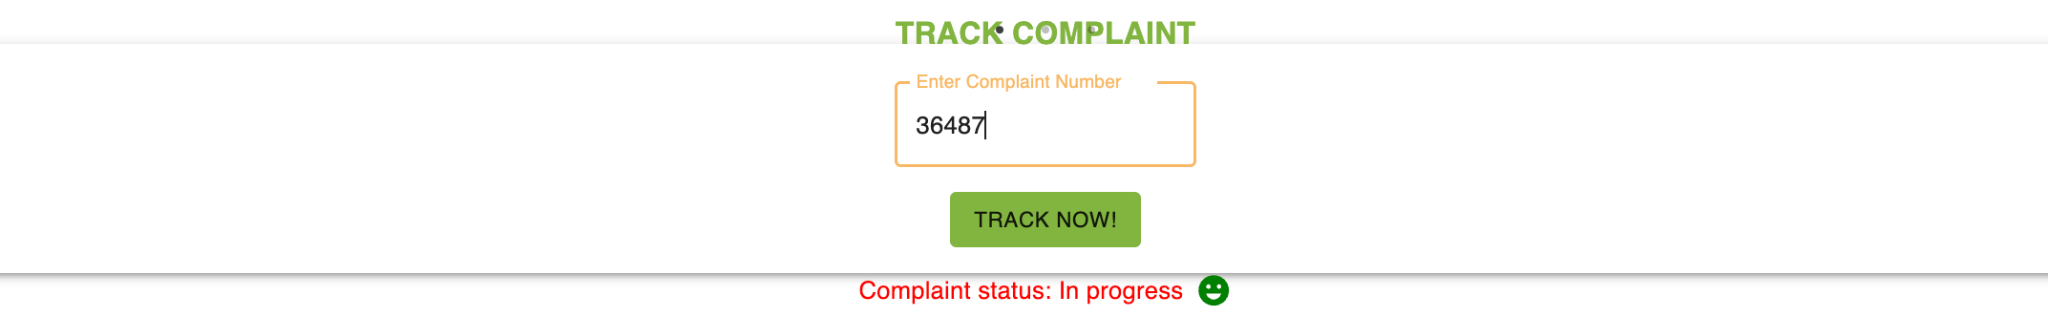 TRACK COMPLAINT
Enter Complaint Number
36487
TRACK NOW!
Complaint status: In progress